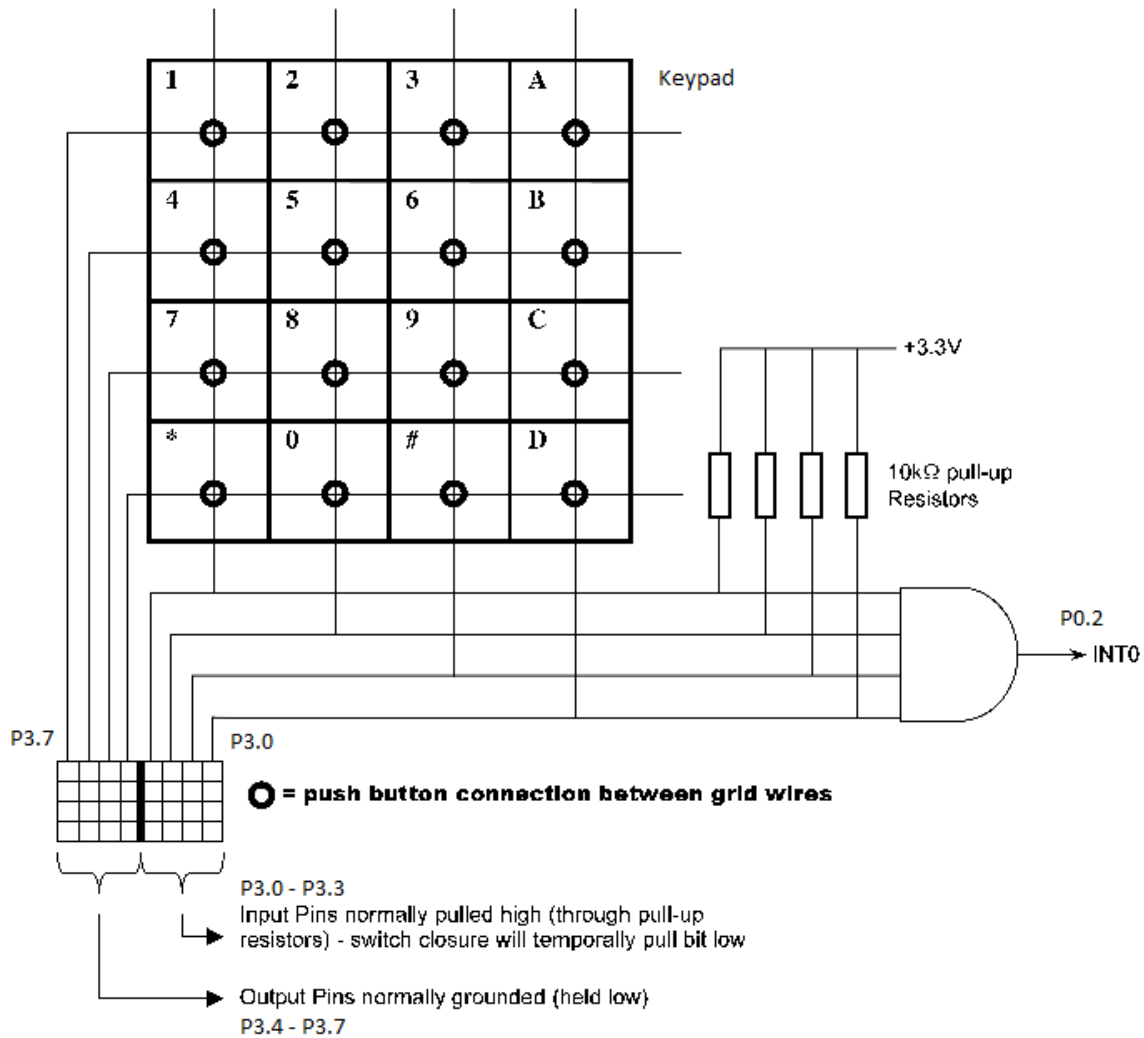 1 2 3 A
Keypad
4 5 6 B
7 8 9 C
+3.3V
* 0 # D
10kΩ pull-up
Resistors
P0.2
INT0
P3.7
P3.0
= push button connection between grid wires
P3.0 - P3.3
Input Pins normally pulled high (through pull-up
resistors) - switch closure will temporally pull bit low
Output Pins normally grounded (held low)
P3.4 - P3.7